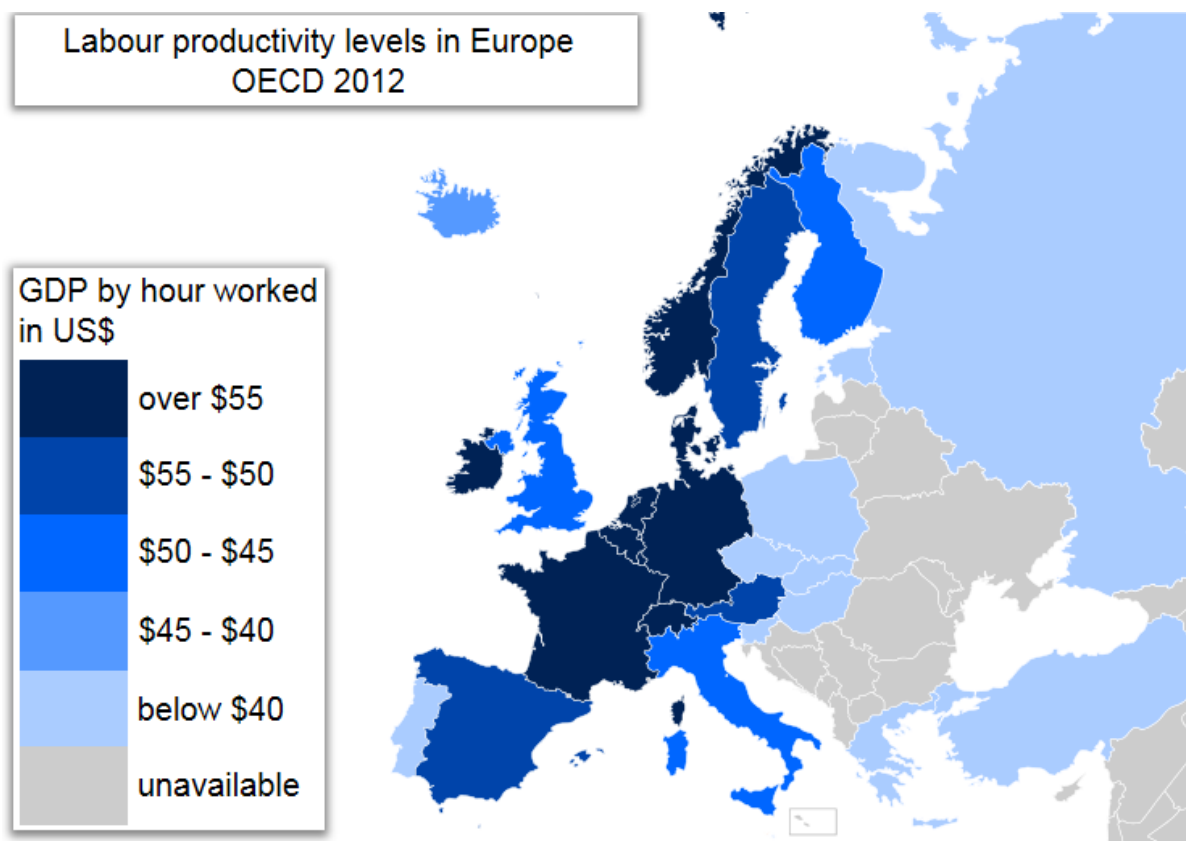 Labour productivity levels in Europe
OECD 2012
GDP by hour worked
in US$
over $55
$55 - $50
$50 - $45
$45 - $40
below $40
unavailable